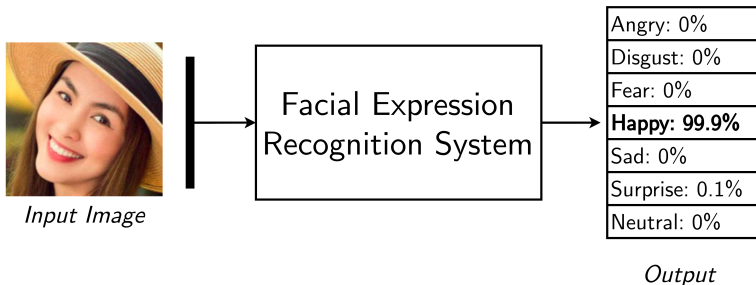 Input Image
Facial Expression
Recognition System
Angry: 0%
Disgust: 0%
Fear: 0%
Happy: 99.9%
Sad: 0%
Surprise: 0.1%
Neutral: 0%
Output